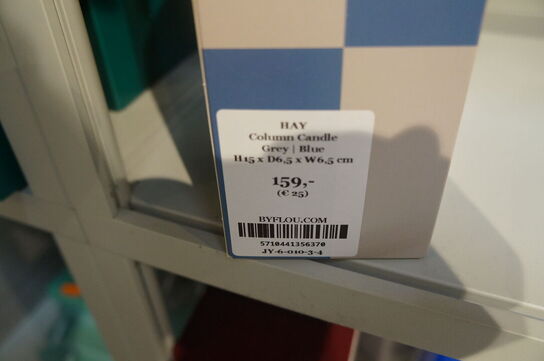 HAY
Column Candle
Grey | Blue
H15 x D6,5 x W6,5 cm
159,-
(€ 25)
BYFLOU.COM
5710441356370
JY-6-010-3-4